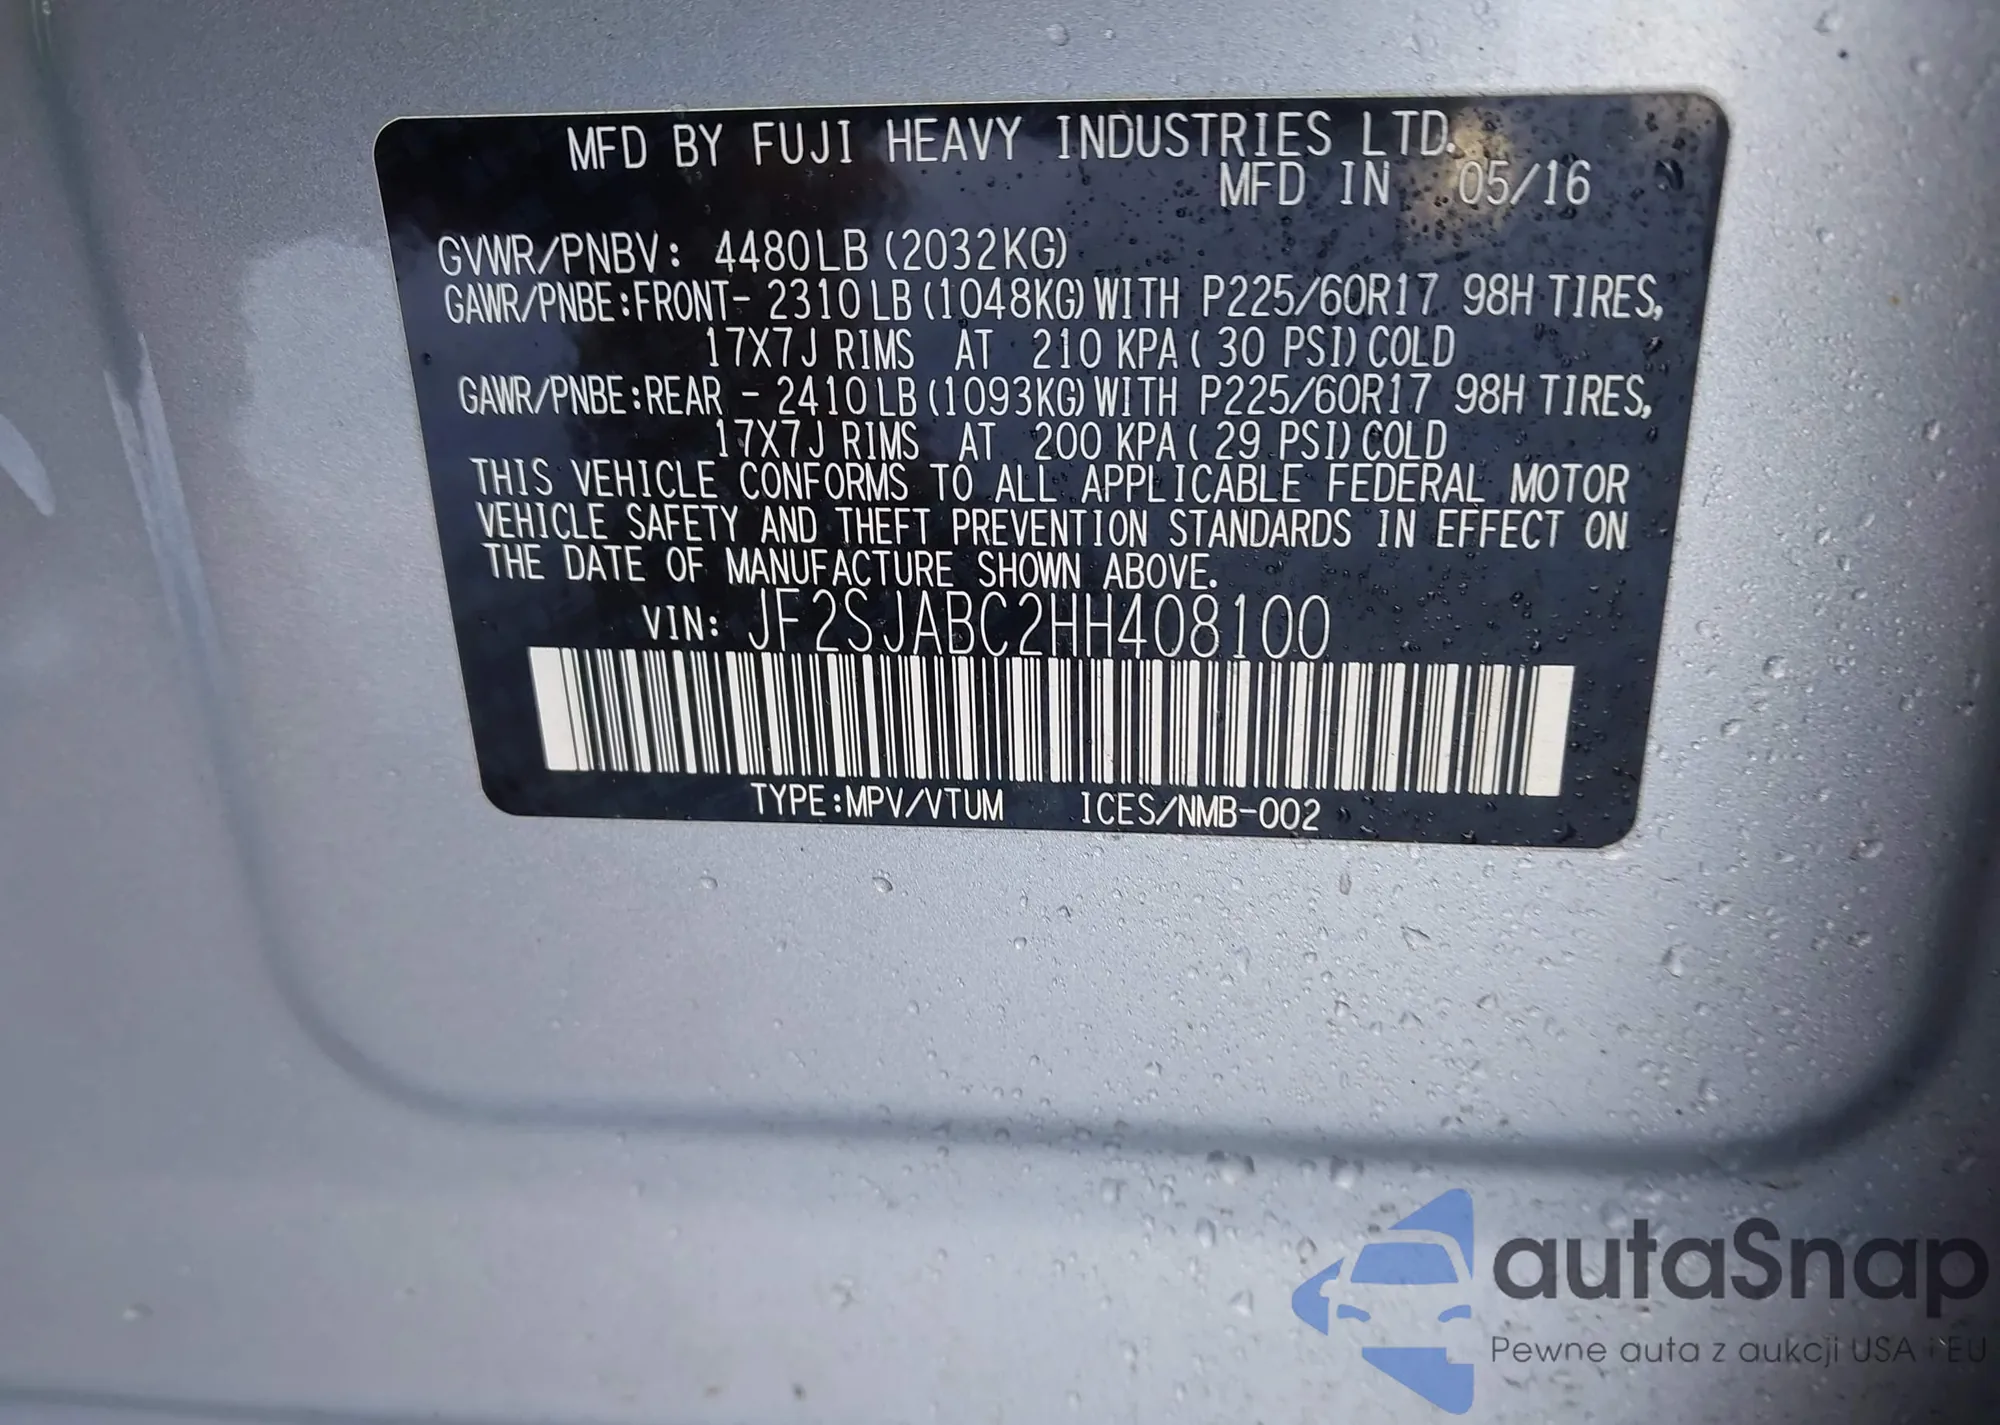 MFD BY FUJI HEAVY INDUSTRIES LTD.
MFD IN 05/16
GVWR/PNBV: 4480LB (2032KG)
GAWR/PNBE:FRONT- 2310LB (1048KG) WITH P225/60R17 98H TIRES,
17X7J RIMS AT 210 KPA ( 30 PSI) COLD
GAWR/PNBE:REAR - 2410LB (1093KG) WITH P225/60R17 98H TIRES,
17X7J RIMS AT 200 KPA ( 29 PSI) COLD
THIS VEHICLE CONFORMS TO ALL APPLICABLE FEDERAL MOTOR
VEHICLE SAFETY AND THEFT PREVENTION STANDARDS IN EFFECT ON
THE DATE OF MANUFACTURE SHOWN ABOVE.
VIN: JF2SJABC2HH408100
TYPE:MPV/VTUM ICES/NMB-002
autaSnap
Pewne auta z aukcji USA i EU